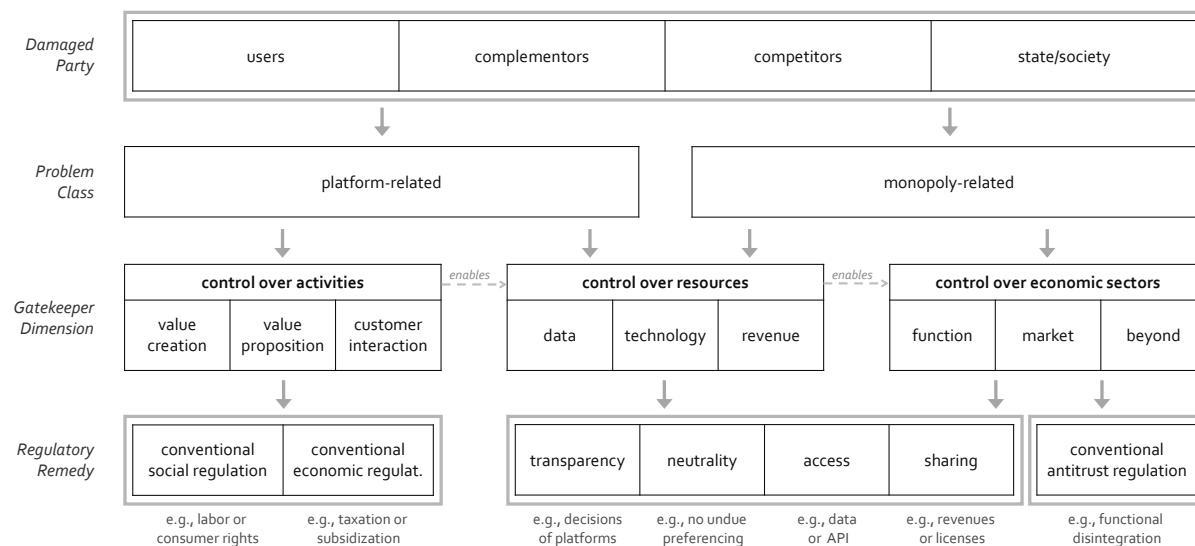 Damaged
Party
users
complementors
competitors
state/society
Problem
Class
platform-related
monopoly-related
Gatekeeper
Dimension
control over activities
enables
control over resources
enables
control over economic sectors
value
creation
value
proposition
customer
interaction
data
technology
revenue
function
market
beyond
Regulatory
Remedy
conventional
social regulation
conventional
economic regulat.
transparency
neutrality
access
sharing
conventional
antitrust regulation
e.g., labor or
consumer rights
e.g., taxation or
subsidization
e.g., decisions
of platforms
e.g., no undue
preferencing
e.g., data
or API
e.g., revenues
or licenses
e.g., functional
disintegration